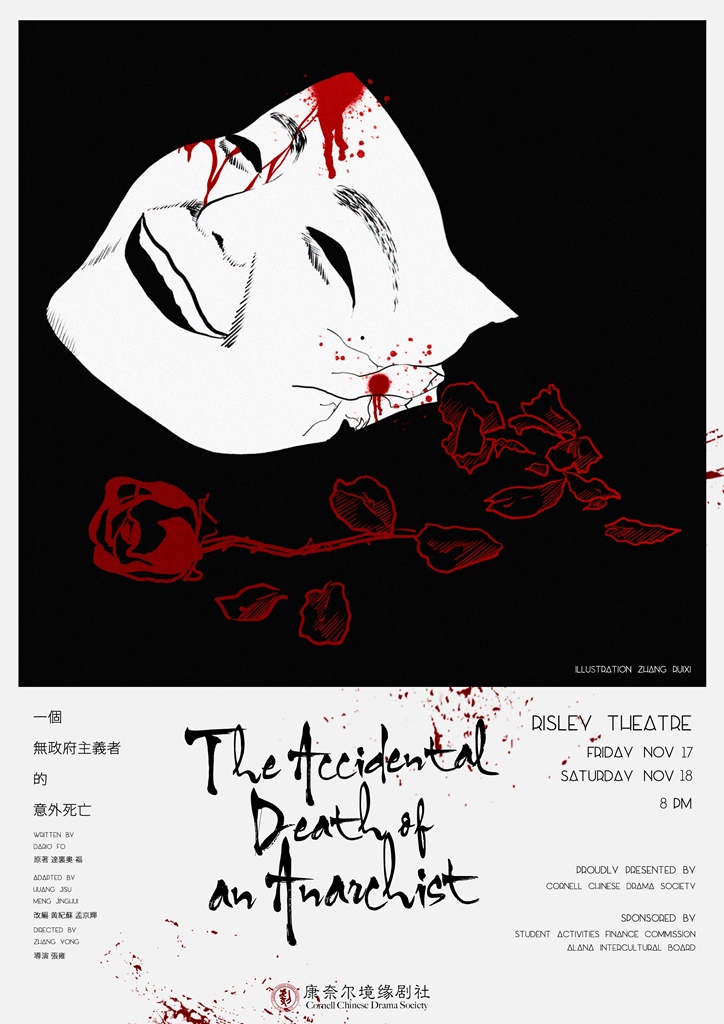 ILLUSTRATION ZHANG RUIXI
一個
無政府主義者
的
意外死亡
WRITTEN BY
DARIO FO
原著 達裏奧·福
ADAPTED BY
HUANG JISU
MENG JINGHUI
改編 黃紀蘇 孟京輝
DIRECTED BY
ZHANG YONG
導演 張雍
The Accidental
Death of
an Anarchist
RISLEY THEATRE
FRIDAY NOV 17
SATURDAY NOV 18
8 PM
PROUDLY PRESENTED BY
CORNELL CHINESE DRAMA SOCIETY
SPONSORED BY
STUDENT ACTIVITIES FINANCE COMMISSION
ALANA INTERCULTURAL BOARD
康奈尔境缘剧社
Cornell Chinese Drama Society